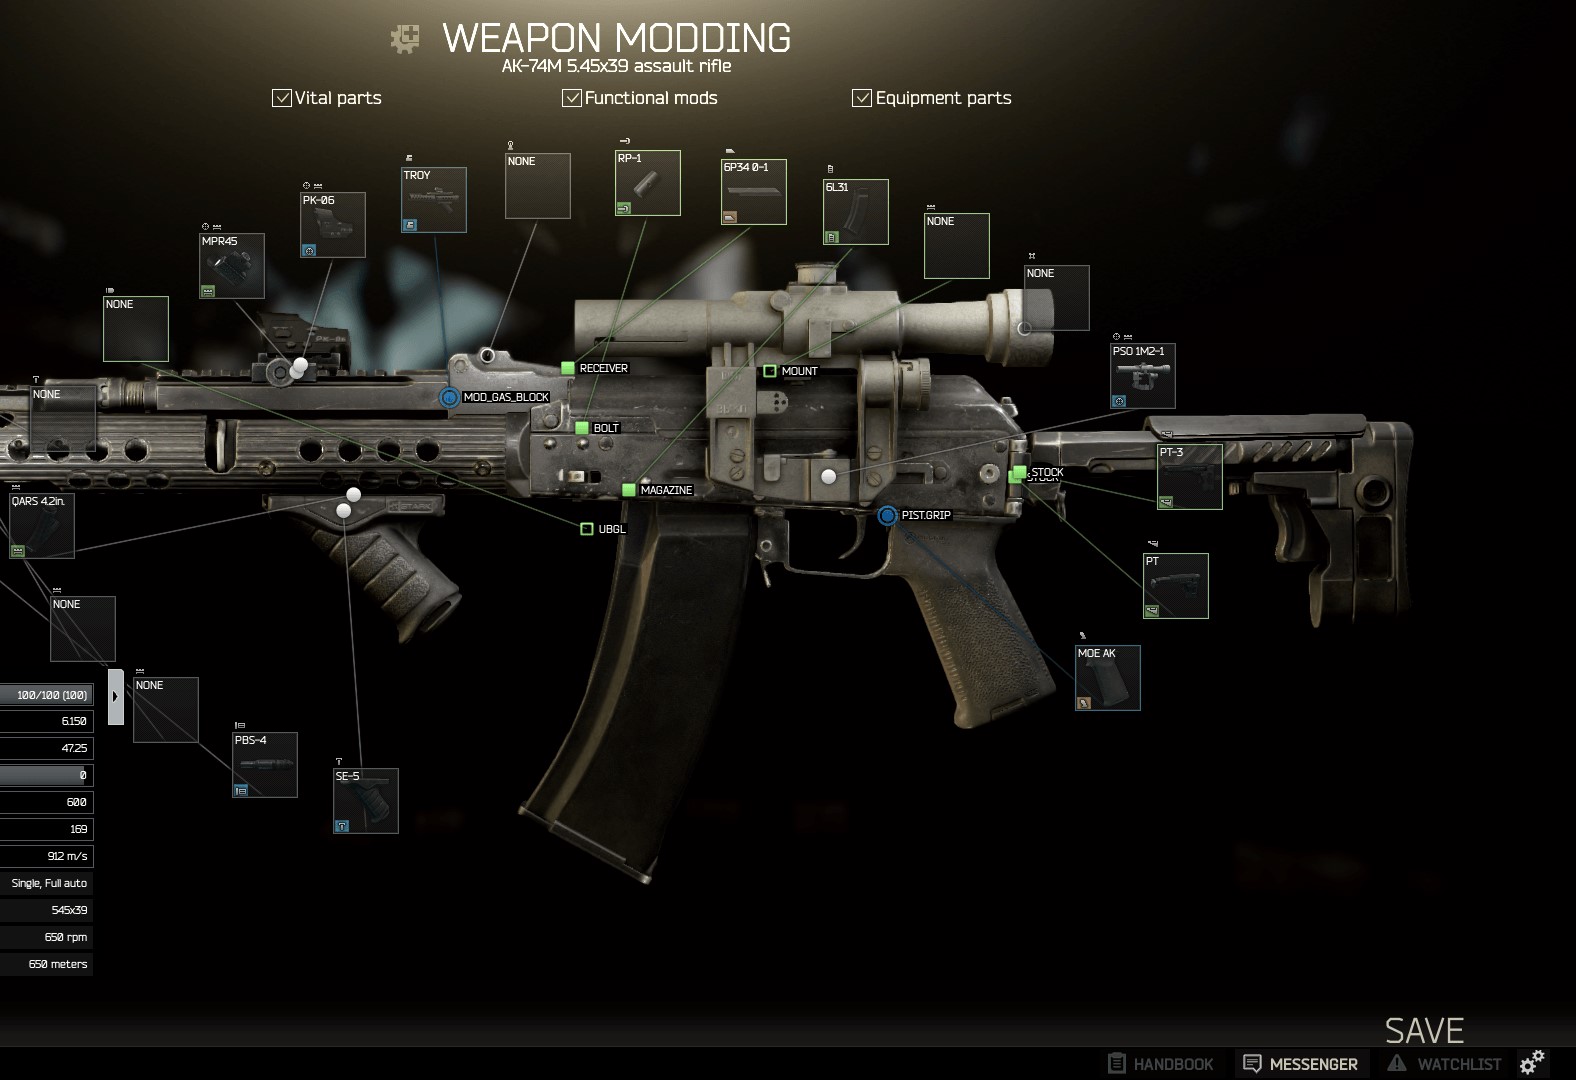 WEAPON MODDING
AK-74M 5.45x39 assault rifle
Vital parts
Functional mods
Equipment parts
NONE
RP-1
6P34 0-1
TROY
6L31
PK-06
NONE
MPR45
NONE
NONE
PK-06
PSO 1M2-1
RECEIVER
MOUNT
NONE
MOD_GAS_BLOCK
BOLT
PT-3
STOCK
STOCK
MAGAZINE
QARS 4.2in.
STARK
PIST.GRIP
UBGL
PT
NONE
MOE AK
NONE
100/100 (100)
6.150
PBS-4
47.25
SE-5
0
600
169
912 m/s
Single, Full auto
545x39
650 rpm
650 meters
SAVE
HANDBOOK
MESSENGER
WATCHLIST